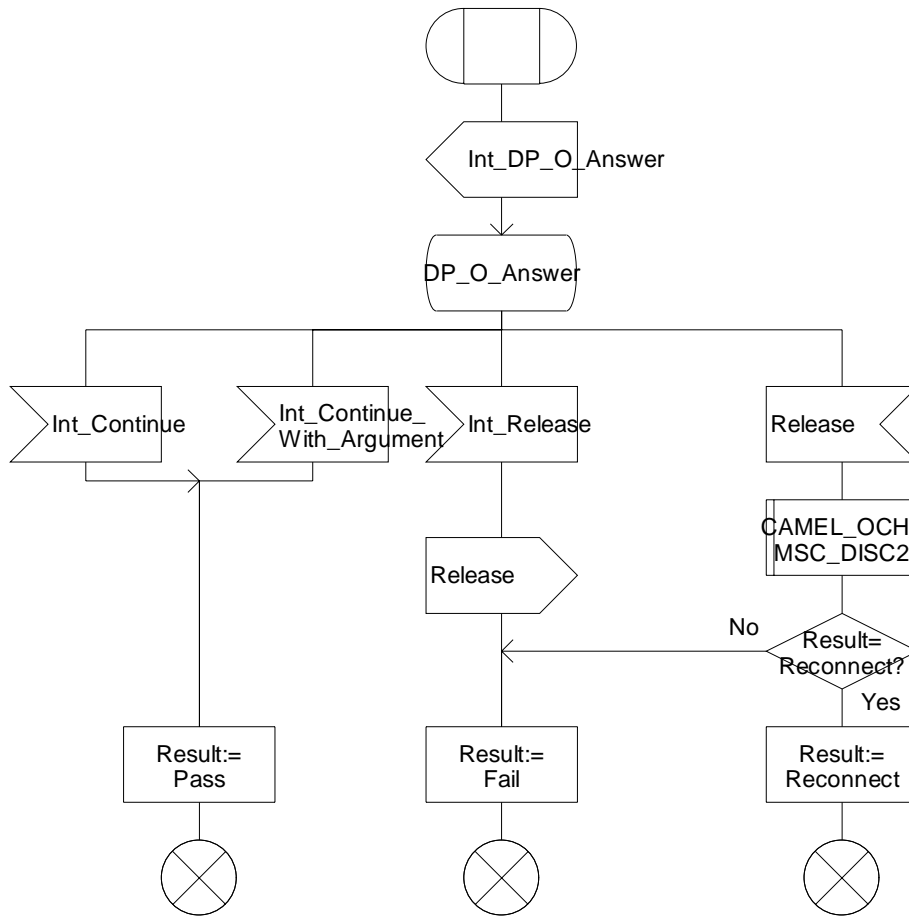 Int_DP_O_Answer
DP_O_Answer
Int_Continue
Int_Continue_
With_Argument
Int_Release
Release
CAMEL_OCH
MSC_DISC2
Release
No
Result=
Reconnect?
Yes
Result:=
Pass
Result:=
Fail
Result:=
Reconnect